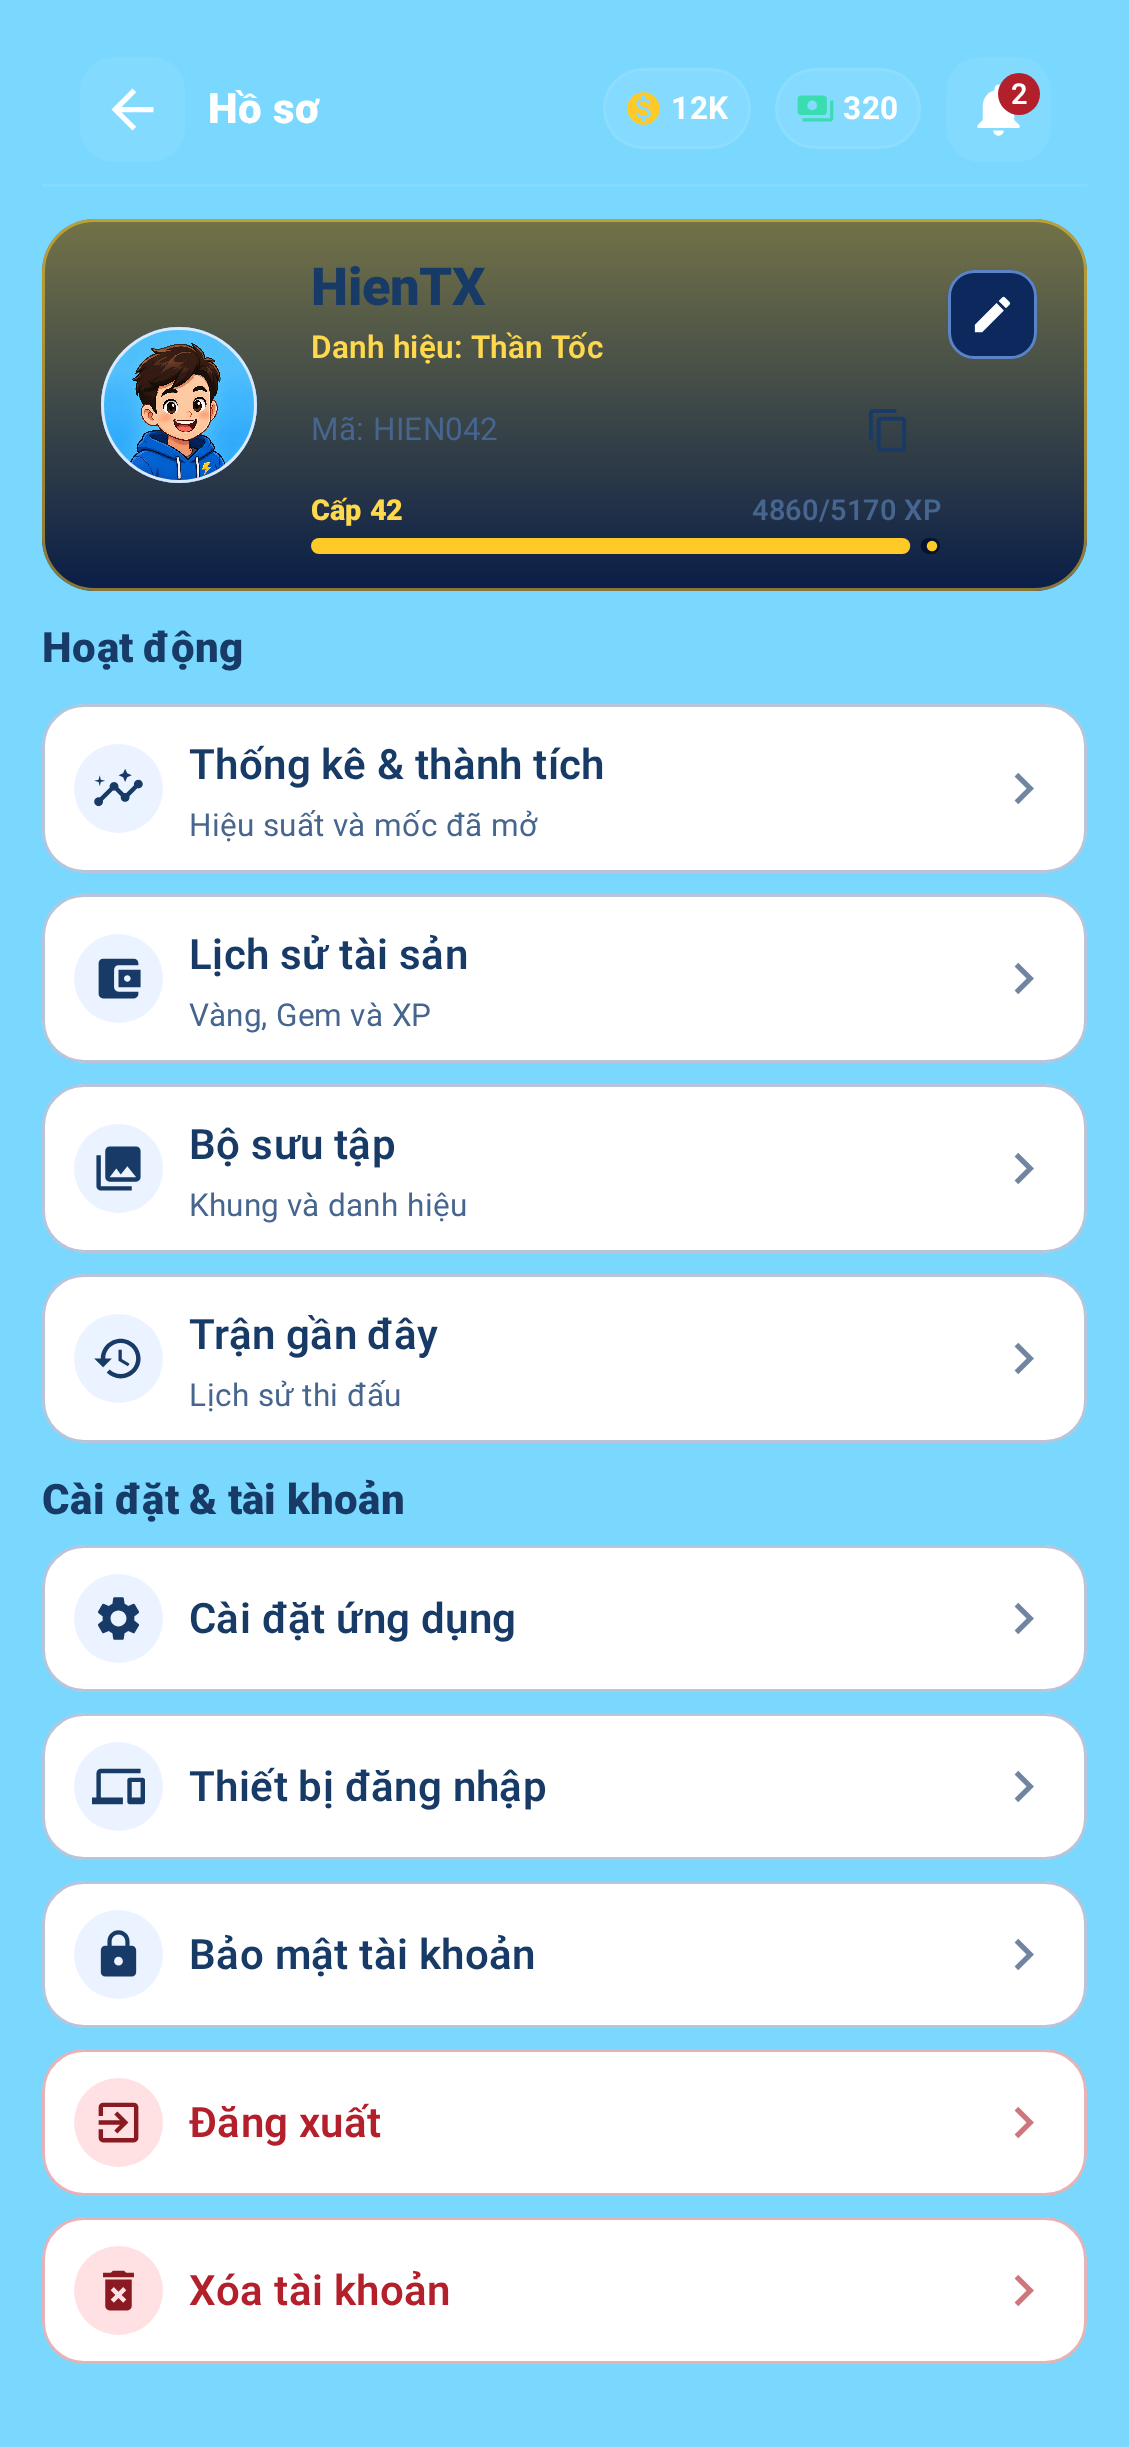 Hồ sơ
12K
320
2
HienTX
Danh hiệu: Thần Tốc
Mã: HIEN042
Cấp 42
4860/5170 XP
Hoạt động
Thống kê & thành tích
Hiệu suất và mốc đã mở
Lịch sử tài sản
Vàng, Gem và XP
Bộ sưu tập
Khung và danh hiệu
Trận gần đây
Lịch sử thi đấu
Cài đặt & tài khoản
Cài đặt ứng dụng
Thiết bị đăng nhập
Bảo mật tài khoản
Đăng xuất
Xóa tài khoản